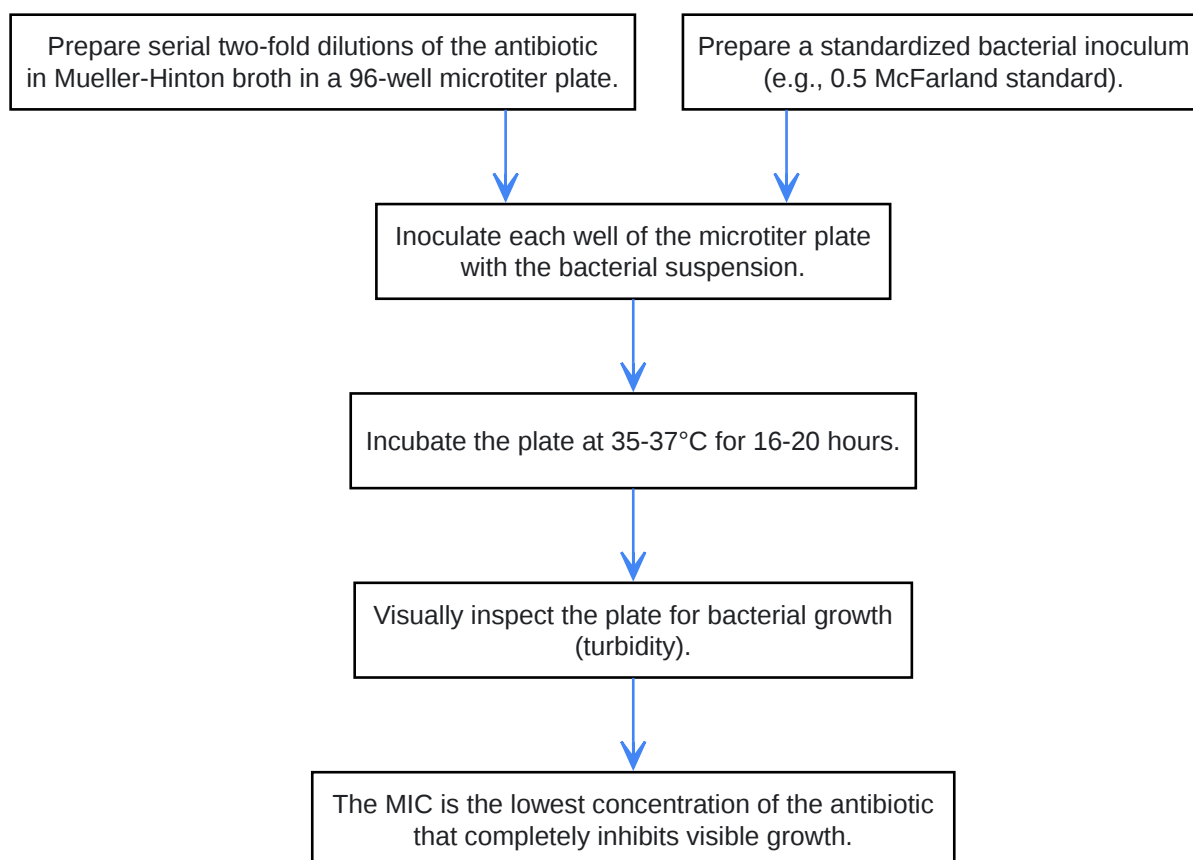 Prepare serial two-fold dilutions of the antibiotic
in Mueller-Hinton broth in a 96-well microtiter plate.
Prepare a standardized bacterial inoculum
(e.g., 0.5 McFarland standard).
Inoculate each well of the microtiter plate
with the bacterial suspension.
Incubate the plate at 35-37°C for 16-20 hours.
Visually inspect the plate for bacterial growth
(turbidity).
The MIC is the lowest concentration of the antibiotic
that completely inhibits visible growth.